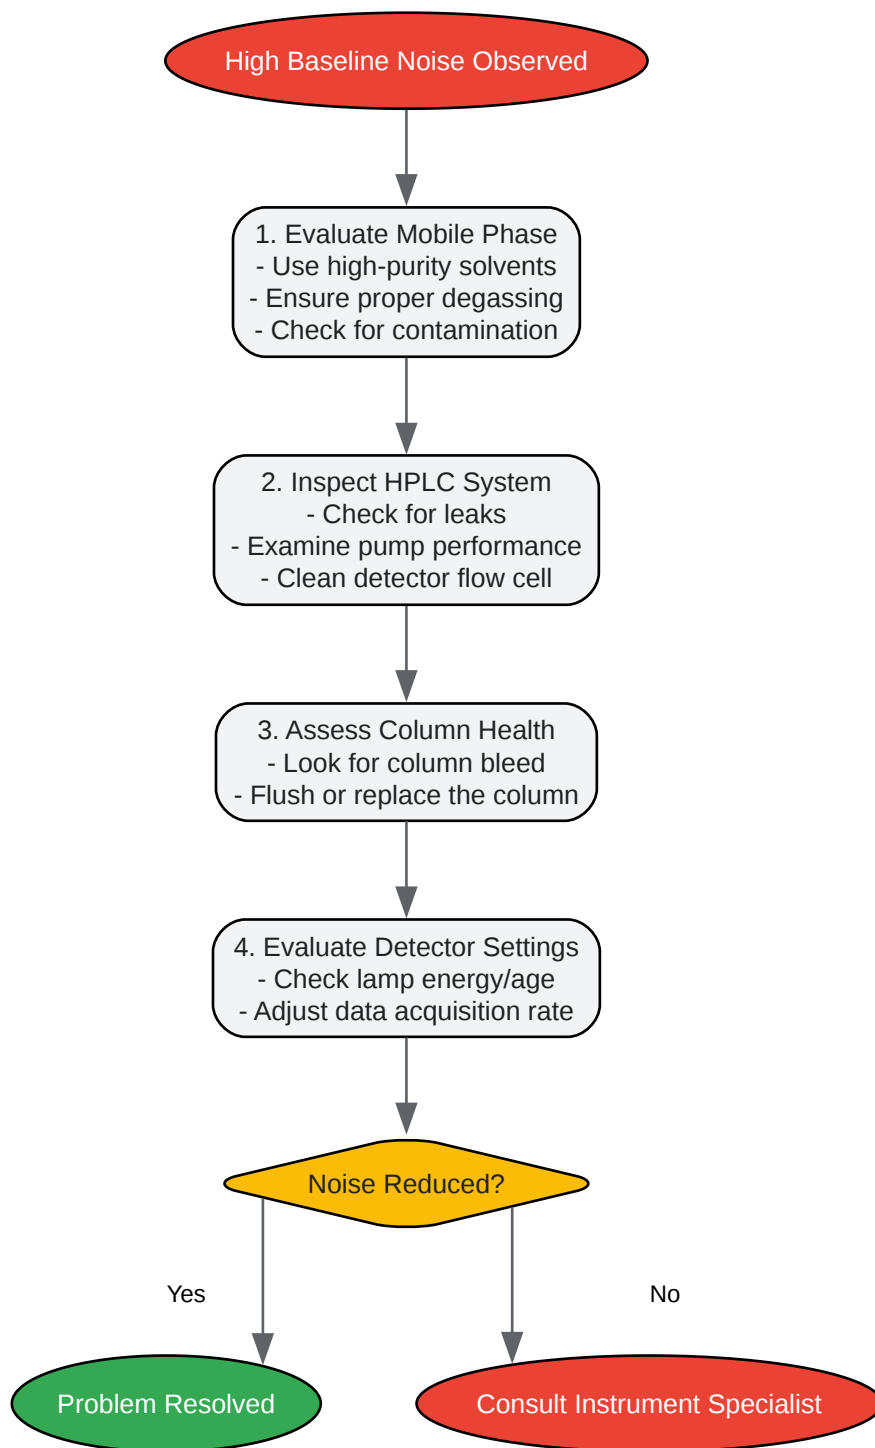 High Baseline Noise Observed
1. Evaluate Mobile Phase
- Use high-purity solvents
- Ensure proper degassing
- Check for contamination
2. Inspect HPLC System
- Check for leaks
- Examine pump performance
- Clean detector flow cell
3. Assess Column Health
- Look for column bleed
- Flush or replace the column
4. Evaluate Detector Settings
- Check lamp energy/age
- Adjust data acquisition rate
Noise Reduced?
Yes
No
Problem Resolved
Consult Instrument Specialist